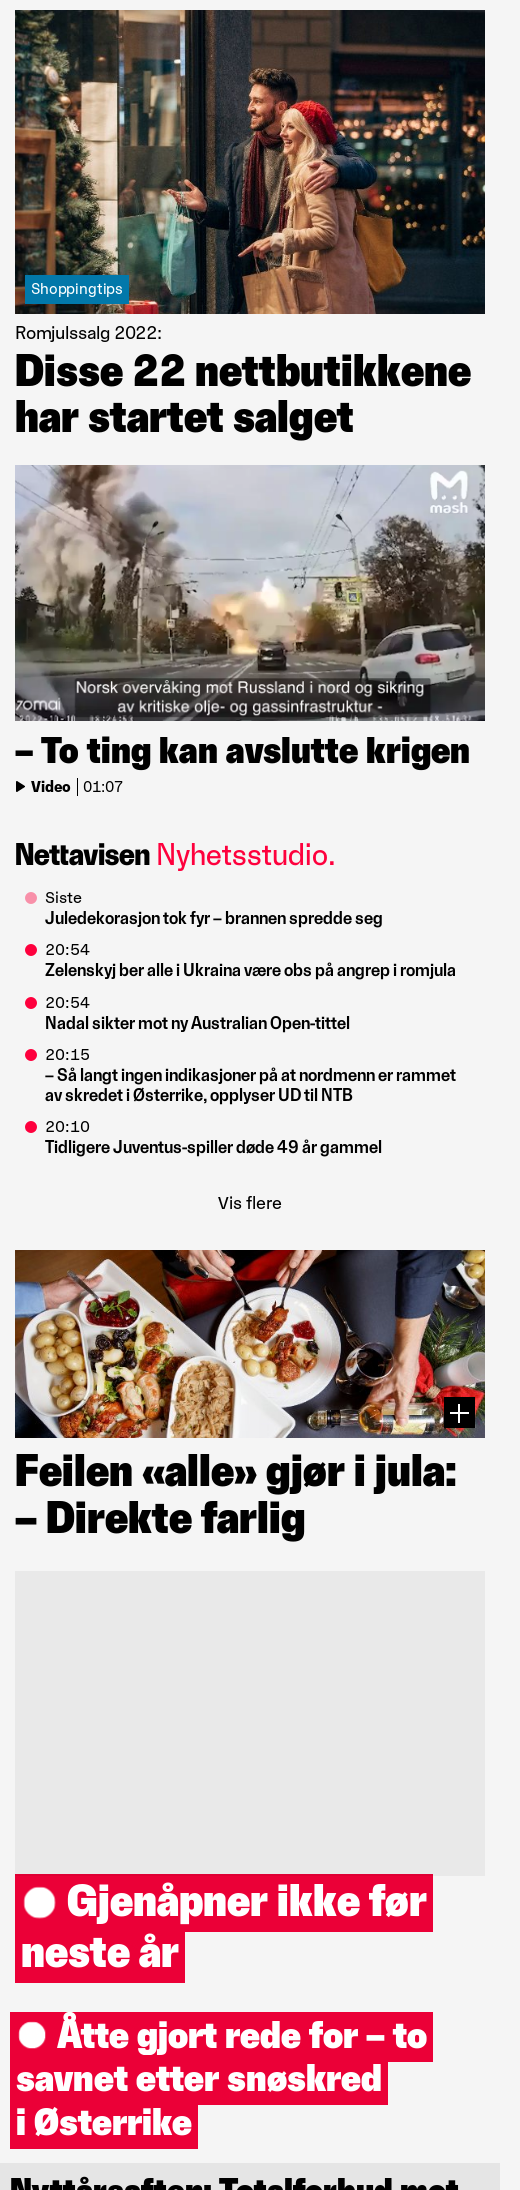 Shoppingtips
Romjulssalg 2022:
Disse 22 nettbutikkene
har startet salget
mash
Norsk overvåking mot Russland i nord og sikring
av kritiske olje- og gassinfrastruktur -
70mai
– To ting kan avslutte krigen
Video 01:07
Nettavisen Nyhetsstudio.
Siste
Juledekorasjon tok fyr – brannen spredde seg
20:54
Zelenskyj ber alle i Ukraina være obs på angrep i romjula
20:54
Nadal sikter mot ny Australian Open-tittel
20:15
– Så langt ingen indikasjoner på at nordmenn er rammet
av skredet i Østerrike, opplyser UD til NTB
20:10
Tidligere Juventus-spiller døde 49 år gammel
Vis flere
Feilen «alle» gjør i jula:
– Direkte farlig
Gjenåpner ikke før
neste år
Åtte gjort rede for – to
savnet etter snøskred
i Østerrike
Nyttårsaften: Totalforbud mot